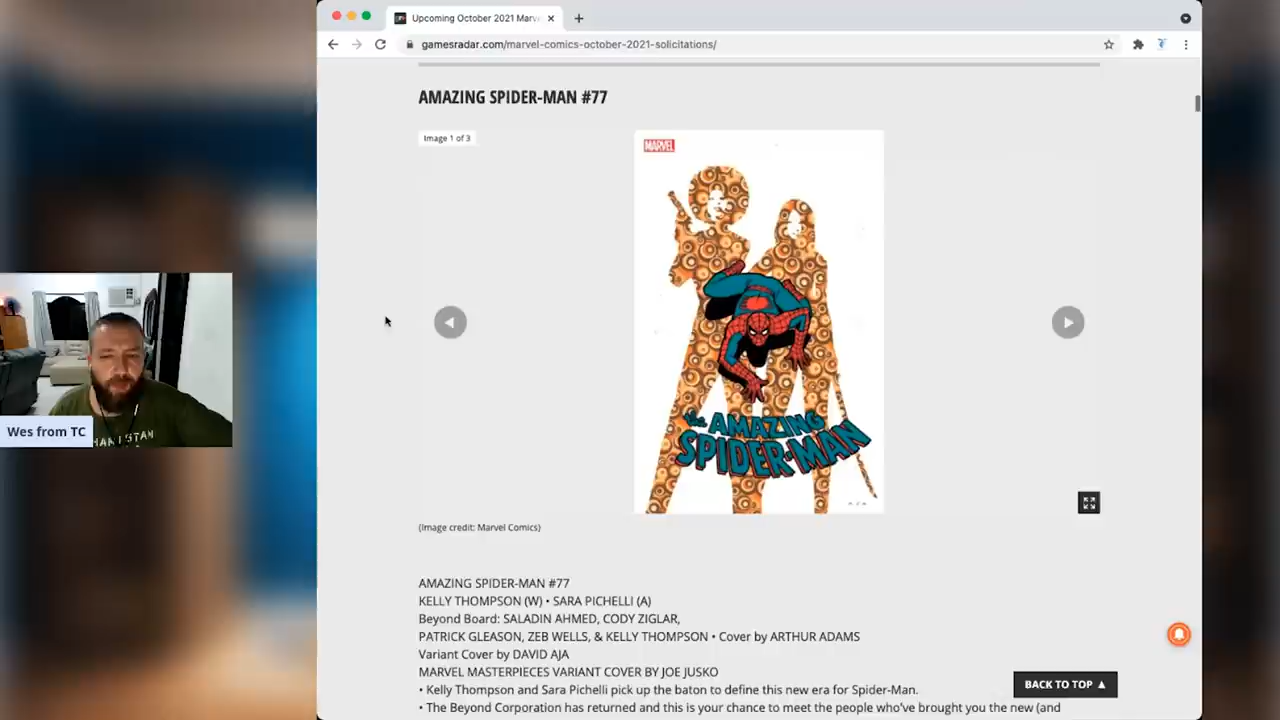 Upcoming October 2021 Marv
gamesradar.com/marvel-comics-october-2021-solicitations/
AMAZING SPIDER-MAN #77
Image 1 of 3
MARVEL
the AMAZING
SPIDER-MAN
Wes from TC
(Image credit: Marvel Comics)
AMAZING SPIDER-MAN #77
KELLY THOMPSON (W) • SARA PICHELLI (A)
Beyond Board: SALADIN AHMED, CODY ZIGLAR,
PATRICK GLEASON, ZEB WELLS, & KELLY THOMPSON • Cover by ARTHUR ADAMS
Variant Cover by DAVID AJA
MARVEL MASTERPIECES VARIANT COVER BY JOE JUSKO
• Kelly Thompson and Sara Pichelli pick up the baton to define this new era for Spider-Man.
• The Beyond Corporation has returned and this is your chance to meet the people who've brought you the new (and
BACK TO TOP ▲